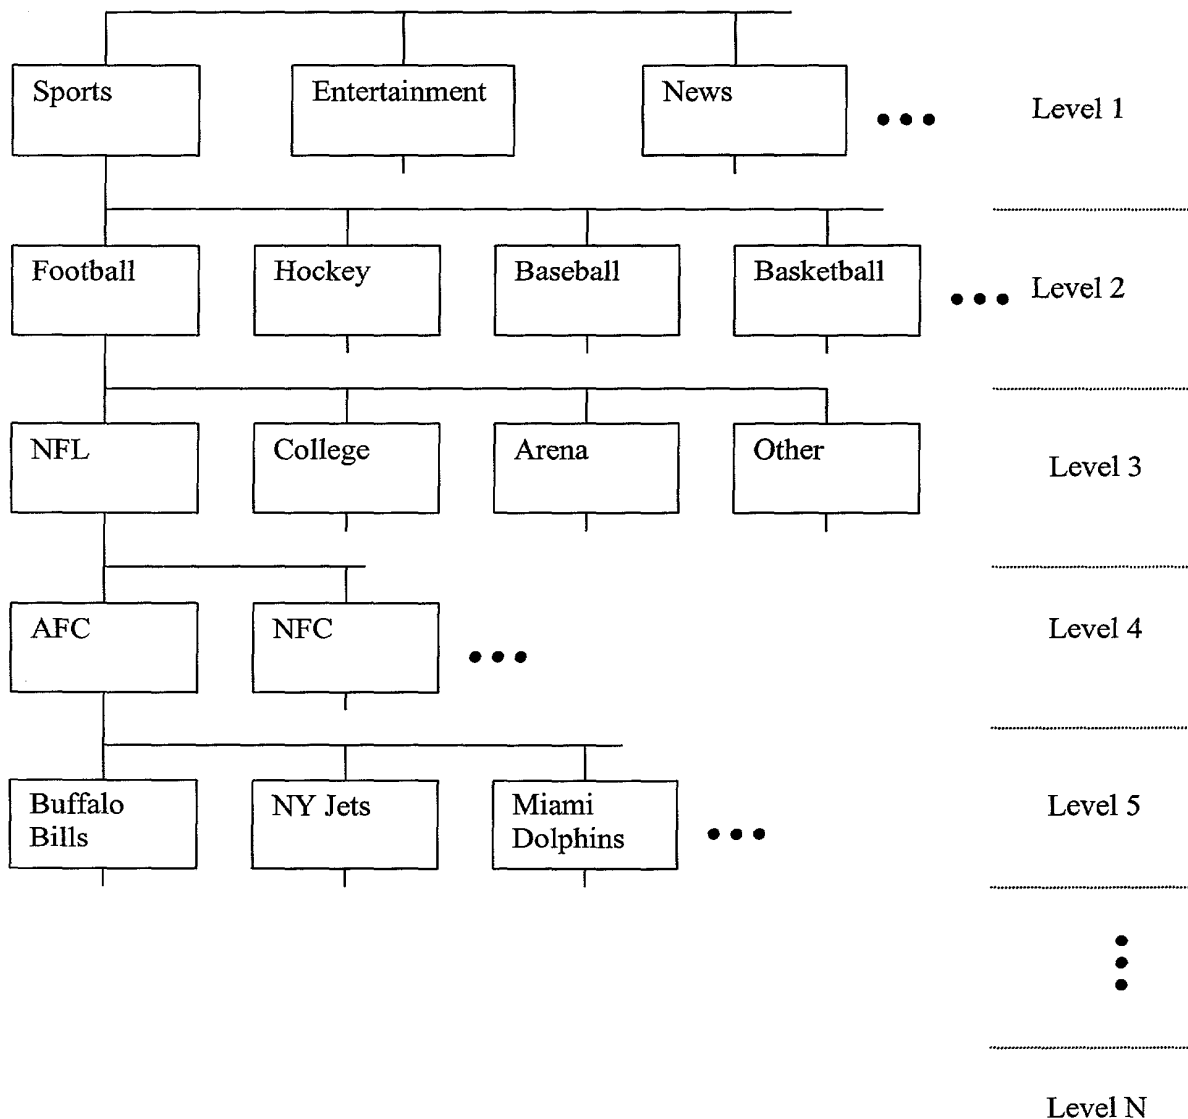 Sports
Entertainment
News
Level 1
Football
Hockey
Baseball
Basketball
Level 2
NFL
College
Arena
Other
Level 3
AFC
NFC
Level 4
Buffalo
Bills
NY Jets
Miami
Dolphins
Level 5
Level N